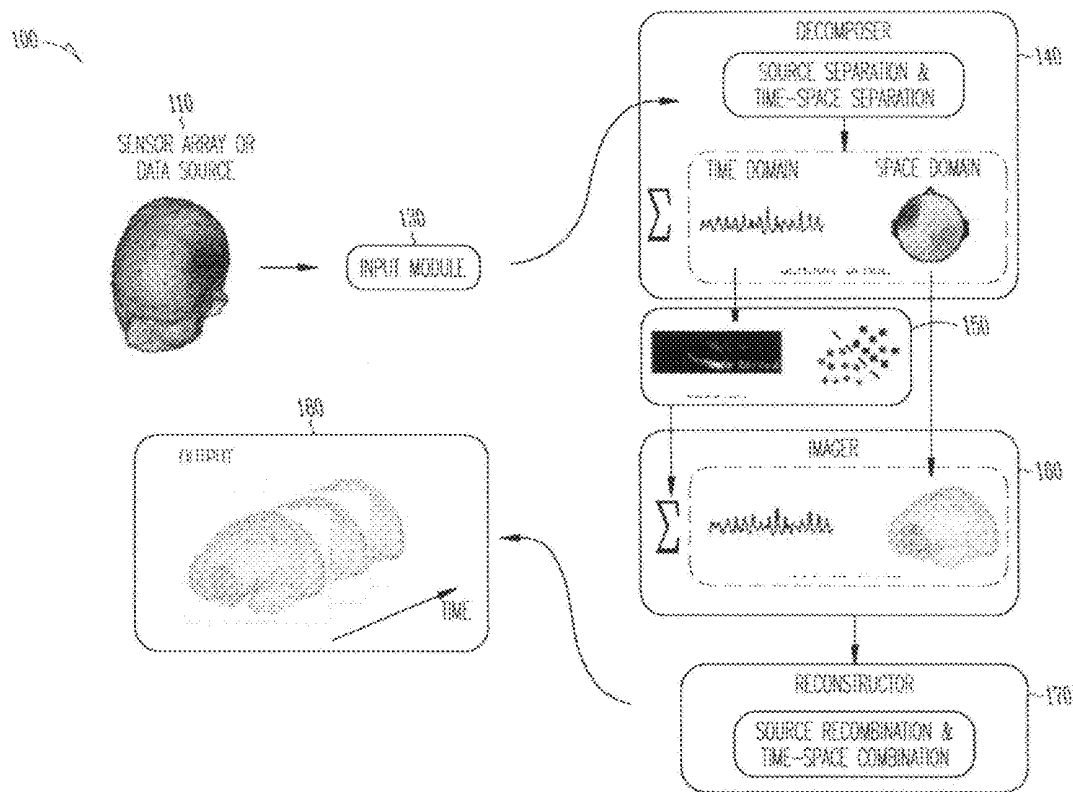 100
110
SENSOR ARRAY OR
DATA SOURCE
130
INPUT MODULE
DECOMPOSER
140
SOURCE SEPARATION &
TIME-SPACE SEPARATION
TIME DOMAIN
SPACE DOMAIN
Σ
150
IMAGER
160
Σ
180
OUTPUT
TIME
RECONSTRUCTOR
170
SOURCE RECOMBINATION &
TIME-SPACE COMBINATION